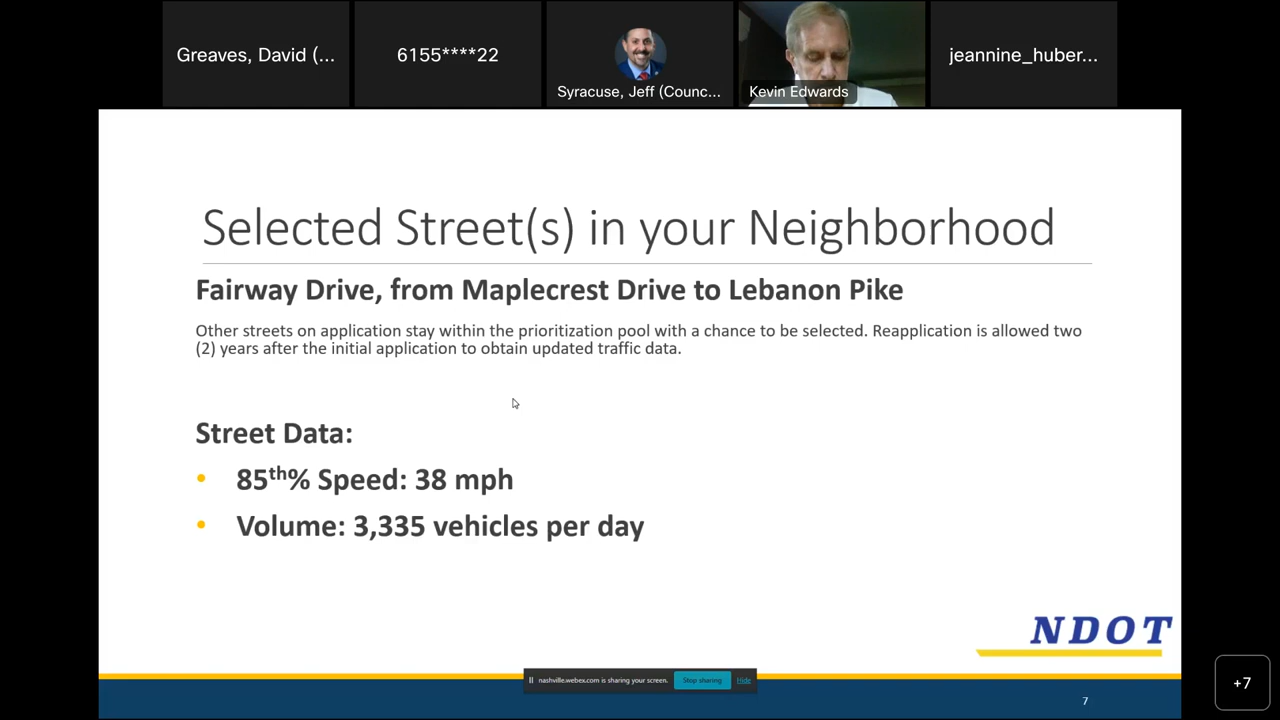 Greaves, David (...
6155****22
Syracuse, Jeff (Counc...
Kevin Edwards
jeannine_huber...
Selected Street(s) in your Neighborhood
Fairway Drive, from Maplecrest Drive to Lebanon Pike
Other streets on application stay within the prioritization pool with a chance to be selected. Reapplication is allowed two
(2) years after the initial application to obtain updated traffic data.
Street Data:
• 85th% Speed: 38 mph
• Volume: 3,335 vehicles per day
NDOT
nashville.webex.com is sharing your screen. Stop sharing Hide
7
+7